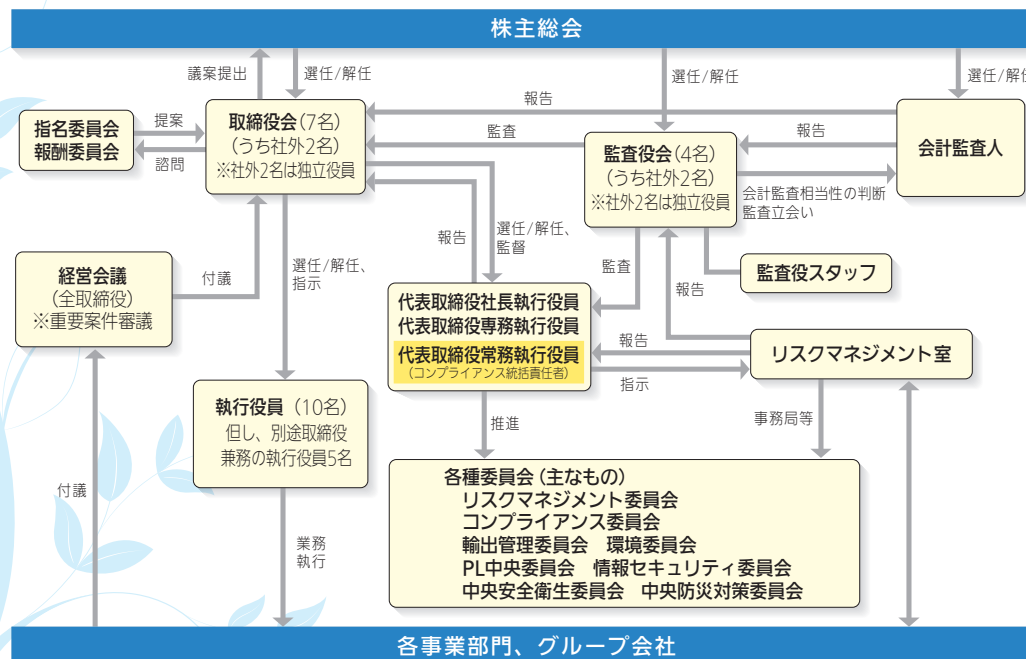 株主総会
議案提出
選任/解任
選任/解任
選任/解任
報告
指名委員会
報酬委員会
提案
諮問
取締役会(7名)
(うち社外2名)
※社外2名は独立役員
監査
監査役会(4名)
(うち社外2名)
※社外2名は独立役員
報告
会計監査人
会計監査相当性の判断
監査立会い
経営会議
(全取締役)
※重要案件審議
付議
選任/解任、
指示
報告
選任/解任、
監督
監査
報告
監査役スタッフ
代表取締役社長執行役員
代表取締役専務執行役員
代表取締役常務執行役員
(コンプライアンス統括責任者)
報告
指示
リスクマネジメント室
執行役員(10名)
但し、別途取締役
兼務の執行役員5名
推進
事務局等
付議
業務
執行
各種委員会(主なもの)
リスクマネジメント委員会
コンプライアンス委員会
輸出管理委員会 環境委員会
PL中央委員会 情報セキュリティ委員会
中央安全衛生委員会 中央防災対策委員会
各事業部門、グループ会社